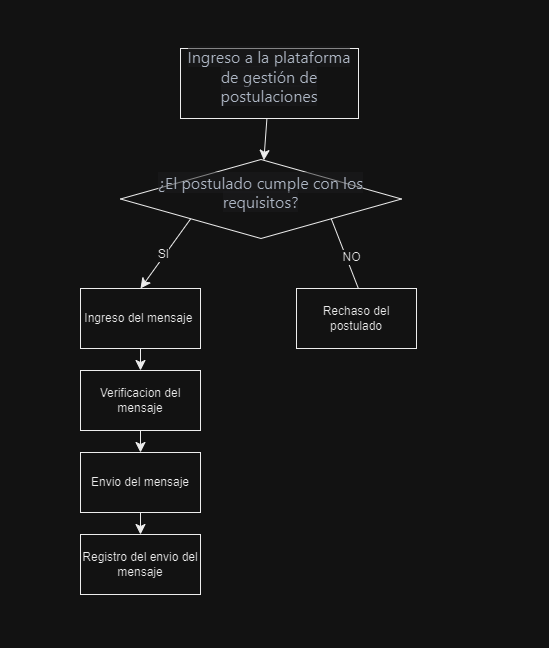 Ingreso a la plataforma
de gestión de
postulaciones
¿El postulado cumple con los
requisitos?
SI
NO
Ingreso del mensaje
Rechaso del
postulado
Verificacion del
mensaje
Envio del mensaje
Registro del envio del
mensaje